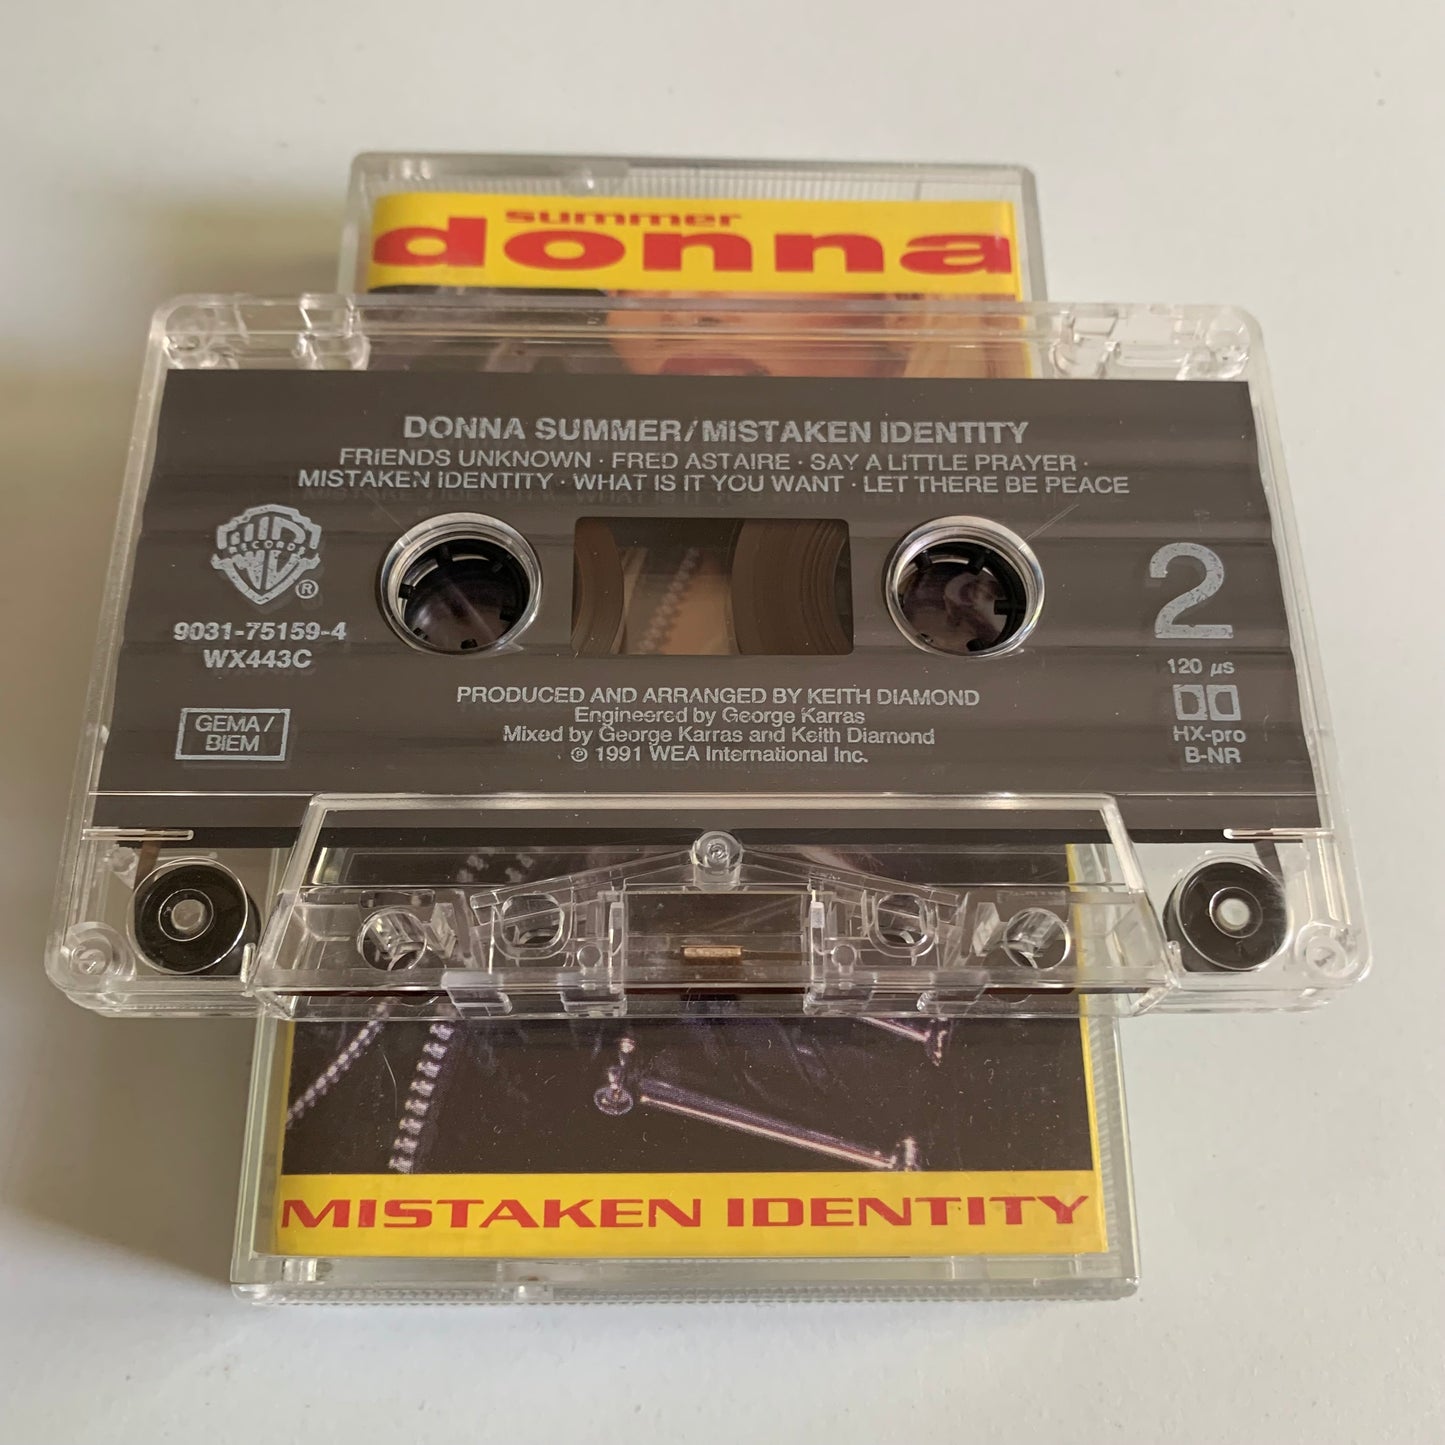 summer
donna
DONNA SUMMER/MISTAKEN IDENTITY
FRIENDS UNKNOWN · FRED ASTAIRE · SAY A LITTLE PRAYER ·
MISTAKEN IDENTITY · WHAT IS IT YOU WANT · LET THERE BE PEACE
RECORDS
®
9031-75159-4
WX443C
GEMA/
BIEM
2
120 μs
HX-pro
B-NR
PRODUCED AND ARRANGED BY KEITH DIAMOND
Engineered by George Karras
Mixed by George Karras and Keith Diamond
℗ 1991 WEA International Inc.
MISTAKEN IDENTITY